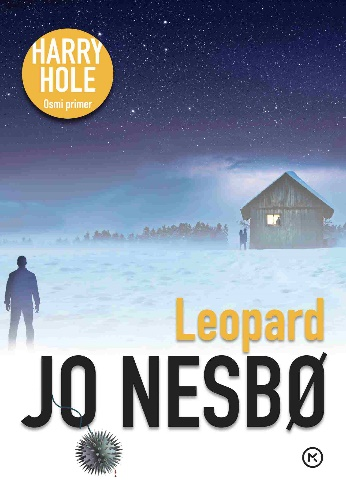 HARRY
HOLE
Osmi primer
Leopard
JO NESBØ
M